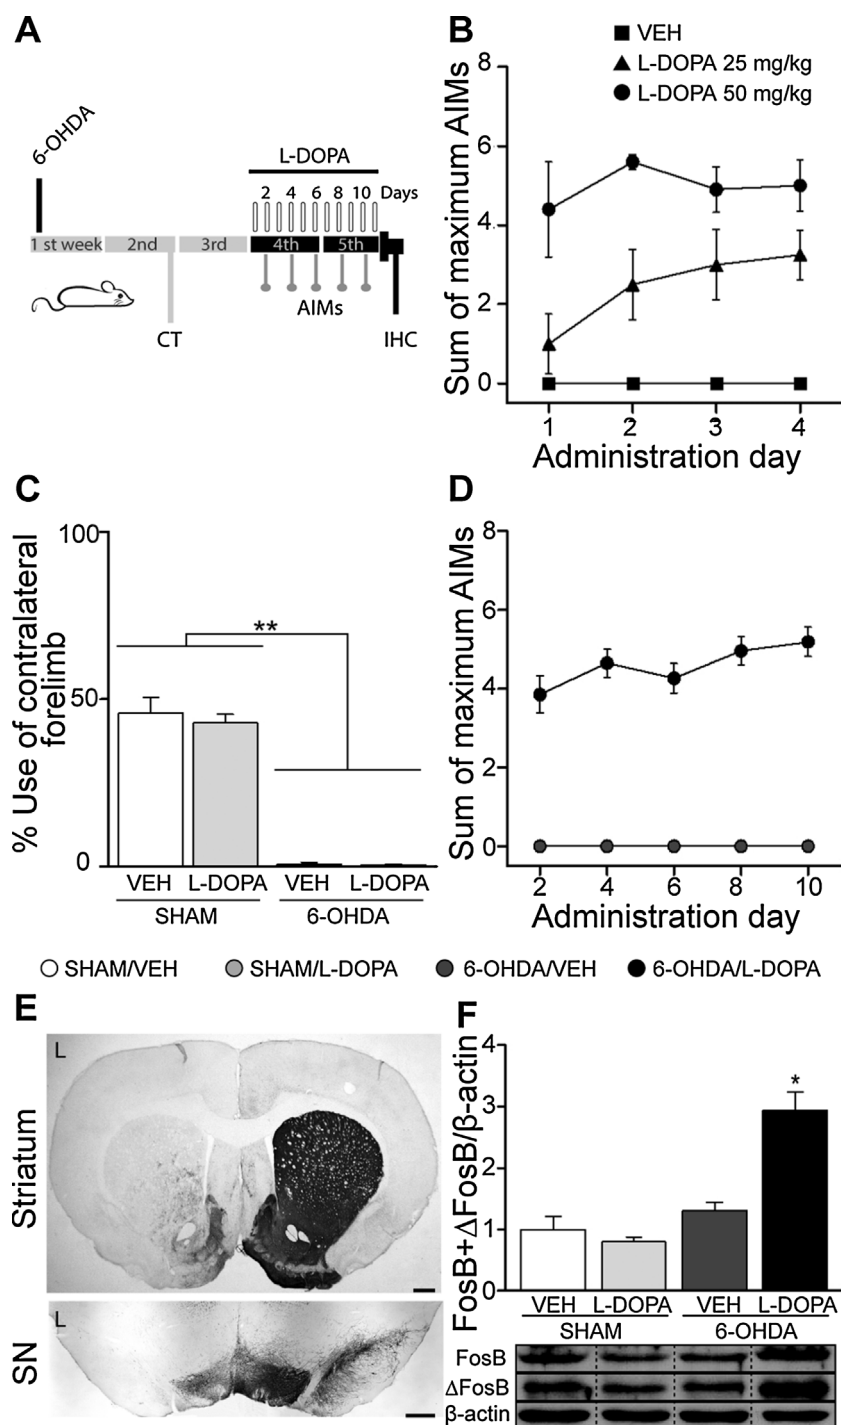 A
6-OHDA
L-DOPA
2 4 6 8 10 Days
1 st week 2nd 3rd 4th 5th
AIMs
CT
IHC
B
VEH
L-DOPA 25 mg/kg
L-DOPA 50 mg/kg
Sum of maximum AIMs
8
6
4
2
0
1 2 3 4
Administration day
C
% Use of contralateral
forelimb
100
50
0
**
VEH L-DOPA VEH L-DOPA
SHAM 6-OHDA
D
Sum of maximum AIMs
8
6
4
2
0
2 4 6 8 10
Administration day
SHAM/VEH SHAM/L-DOPA 6-OHDA/VEH 6-OHDA/L-DOPA
E
L
Striatum
L
SN
F
FosB+ΔFosB/β-actin
4
3
2
1
0
*
VEH L-DOPA VEH L-DOPA
SHAM 6-OHDA
FosB
ΔFosB
β-actin